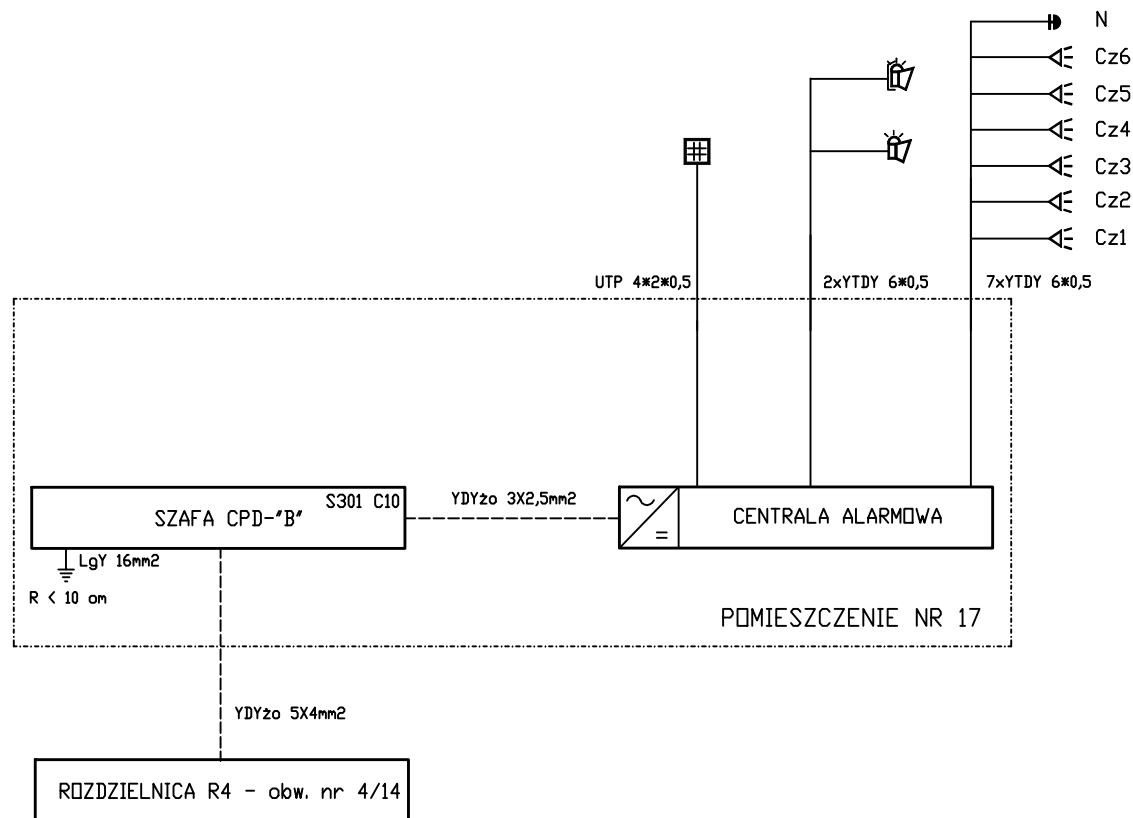 N
Cz6
Cz5
Cz4
Cz3
Cz2
Cz1
UTP 4*2*0,5
2xYTDY 6*0,5
7xYTDY 6*0,5
S301 C10
SZAFA CPD-"B"
YDYżo 3X2,5mm2
CENTRALA ALARMOWA
LgY 16mm2
R < 10 om
POMIESZCZENIE NR 17
YDYżo 5X4mm2
ROZDZIELNICA R4 - obw. nr 4/14